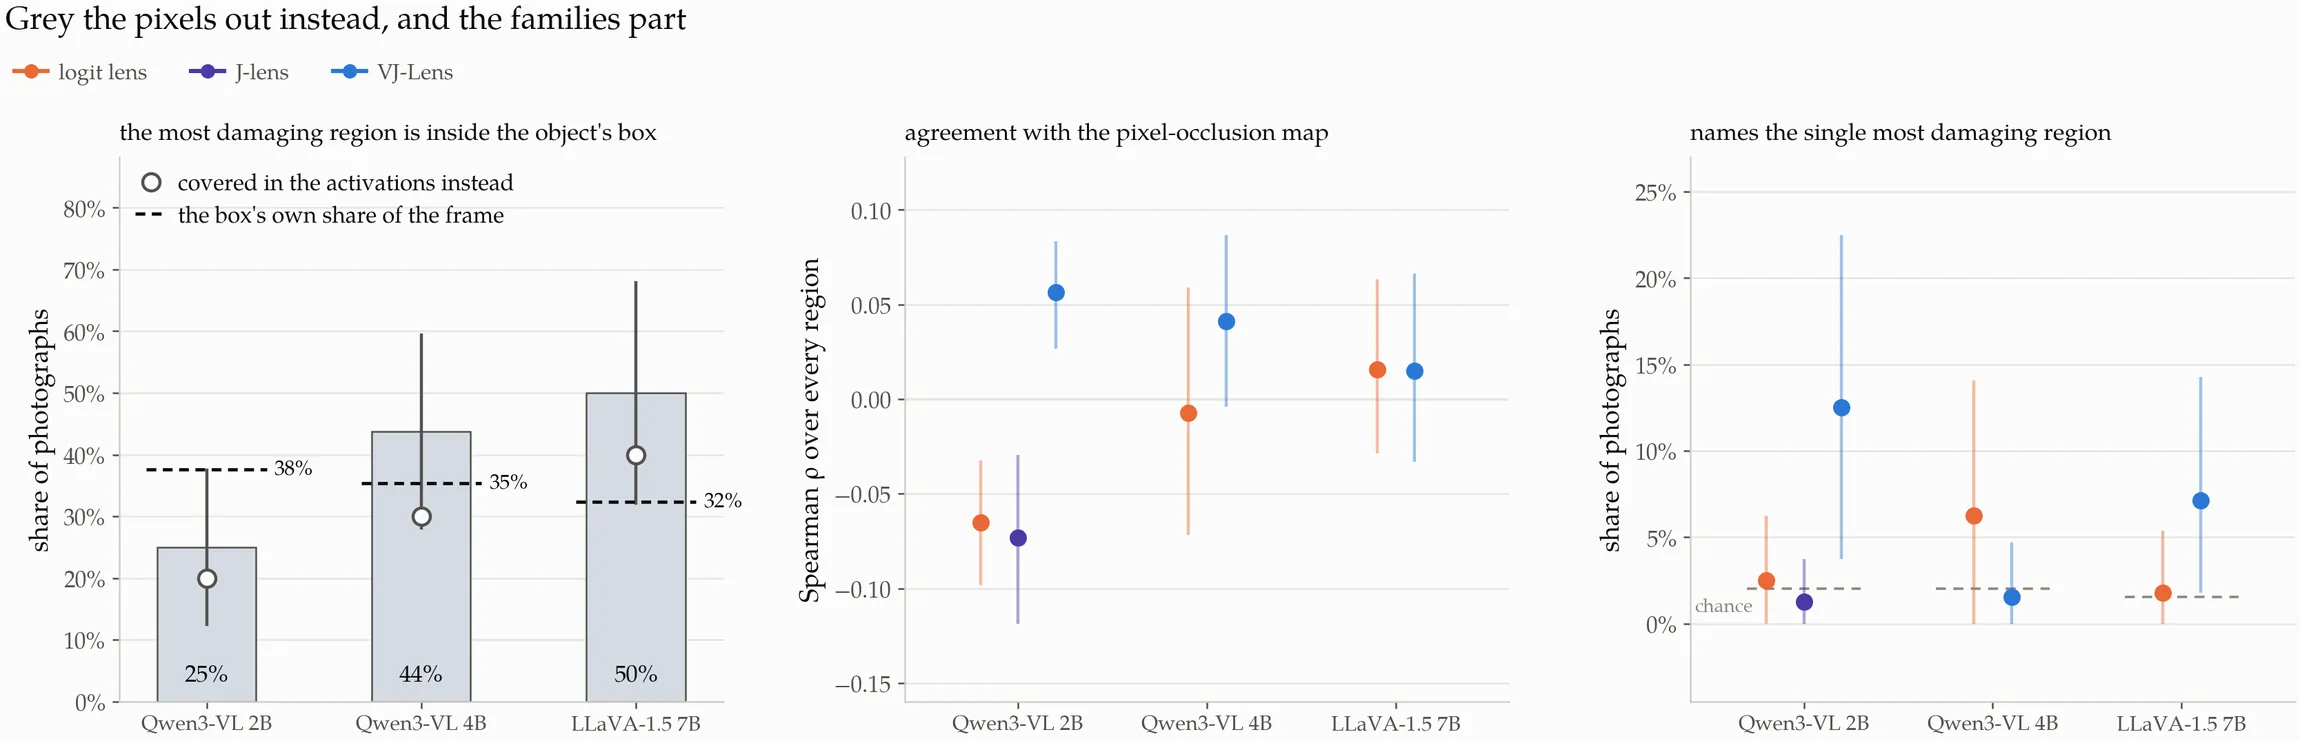 Grey the pixels out instead, and the families part
logit lens
J-lens
VJ-Lens
the most damaging region is inside the object's box
covered in the activations instead
the box's own share of the frame
share of photographs
80%
70%
60%
50%
40%
30%
20%
10%
0%
38%
35%
32%
25%
44%
50%
Qwen3-VL 2B
Qwen3-VL 4B
LLaVA-1.5 7B
agreement with the pixel-occlusion map
Spearman ρ over every region
0.10
0.05
0.00
−0.05
−0.10
−0.15
Qwen3-VL 2B
Qwen3-VL 4B
LLaVA-1.5 7B
names the single most damaging region
share of photographs
25%
20%
15%
10%
5%
0%
chance
Qwen3-VL 2B
Qwen3-VL 4B
LLaVA-1.5 7B